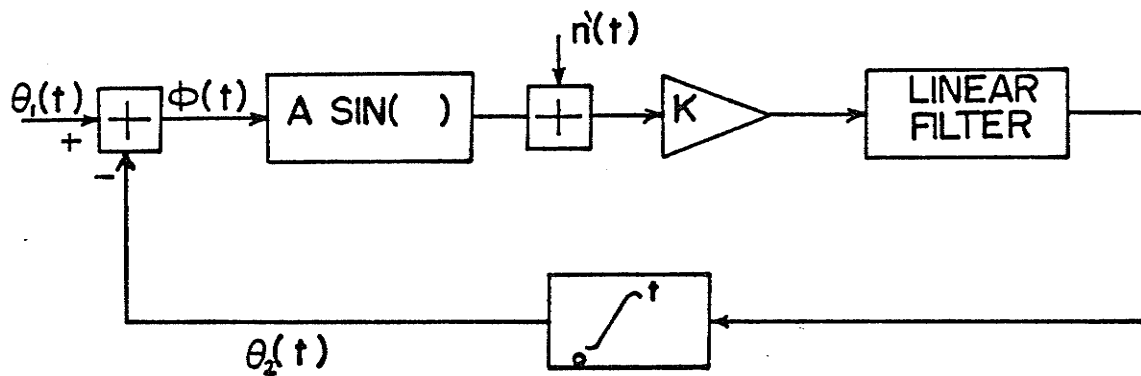 θ₁(t)
+
−
+
ϕ(t)
A SIN( )
n'(t)
+
K
LINEAR
FILTER
∫
t
o
θ₂(t)